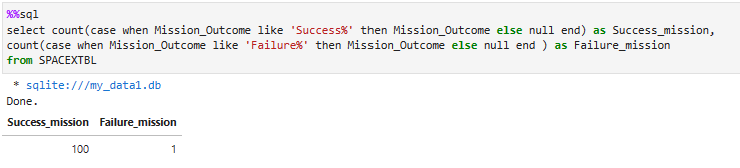 %%sql
select count(case when Mission_Outcome like 'Success%' then Mission_Outcome else null end) as Success_mission,
count(case when Mission_Outcome like 'Failure%' then Mission_Outcome else null end ) as Failure_mission
from SPACEXTBL
* sqlite:///my_data1.db
Done.
Success_mission Failure_mission
100 1